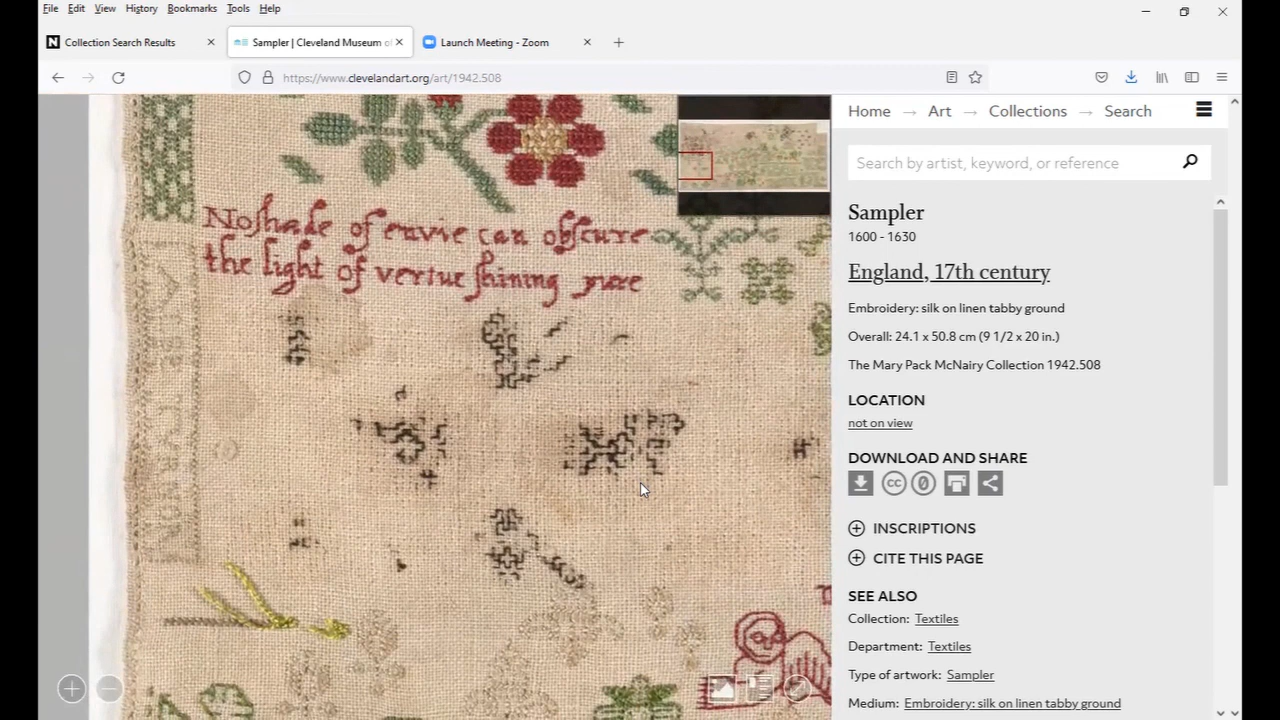 File Edit View History Bookmarks Tools Help
Collection Search Results
Sampler | Cleveland Museum of
Launch Meeting - Zoom
https://www.clevelandart.org/art/1942.508
Home → Art → Collections → Search
Search by artist, keyword, or reference
Sampler
1600 - 1630
England, 17th century
Embroidery: silk on linen tabby ground
Overall: 24.1 x 50.8 cm (9 1/2 x 20 in.)
The Mary Pack McNairy Collection 1942.508
LOCATION
not on view
DOWNLOAD AND SHARE
INSCRIPTIONS
CITE THIS PAGE
SEE ALSO
Collection: Textiles
Department: Textiles
Type of artwork: Sampler
Medium: Embroidery: silk on linen tabby ground
No ſhade of envie can obſcure
the light of vertue ſhining pure